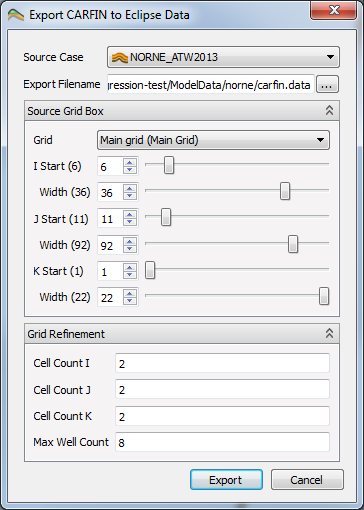 Export CARFIN to Eclipse Data
Source Case NORNE_ATW2013
Export Filename gression-test/ModelData/norne/carfin.data ...
Source Grid Box
Grid Main grid (Main Grid)
I Start (6) 6
Width (36) 36
J Start (11) 11
Width (92) 92
K Start (1) 1
Width (22) 22
Grid Refinement
Cell Count I 2
Cell Count J 2
Cell Count K 2
Max Well Count 8
Export Cancel